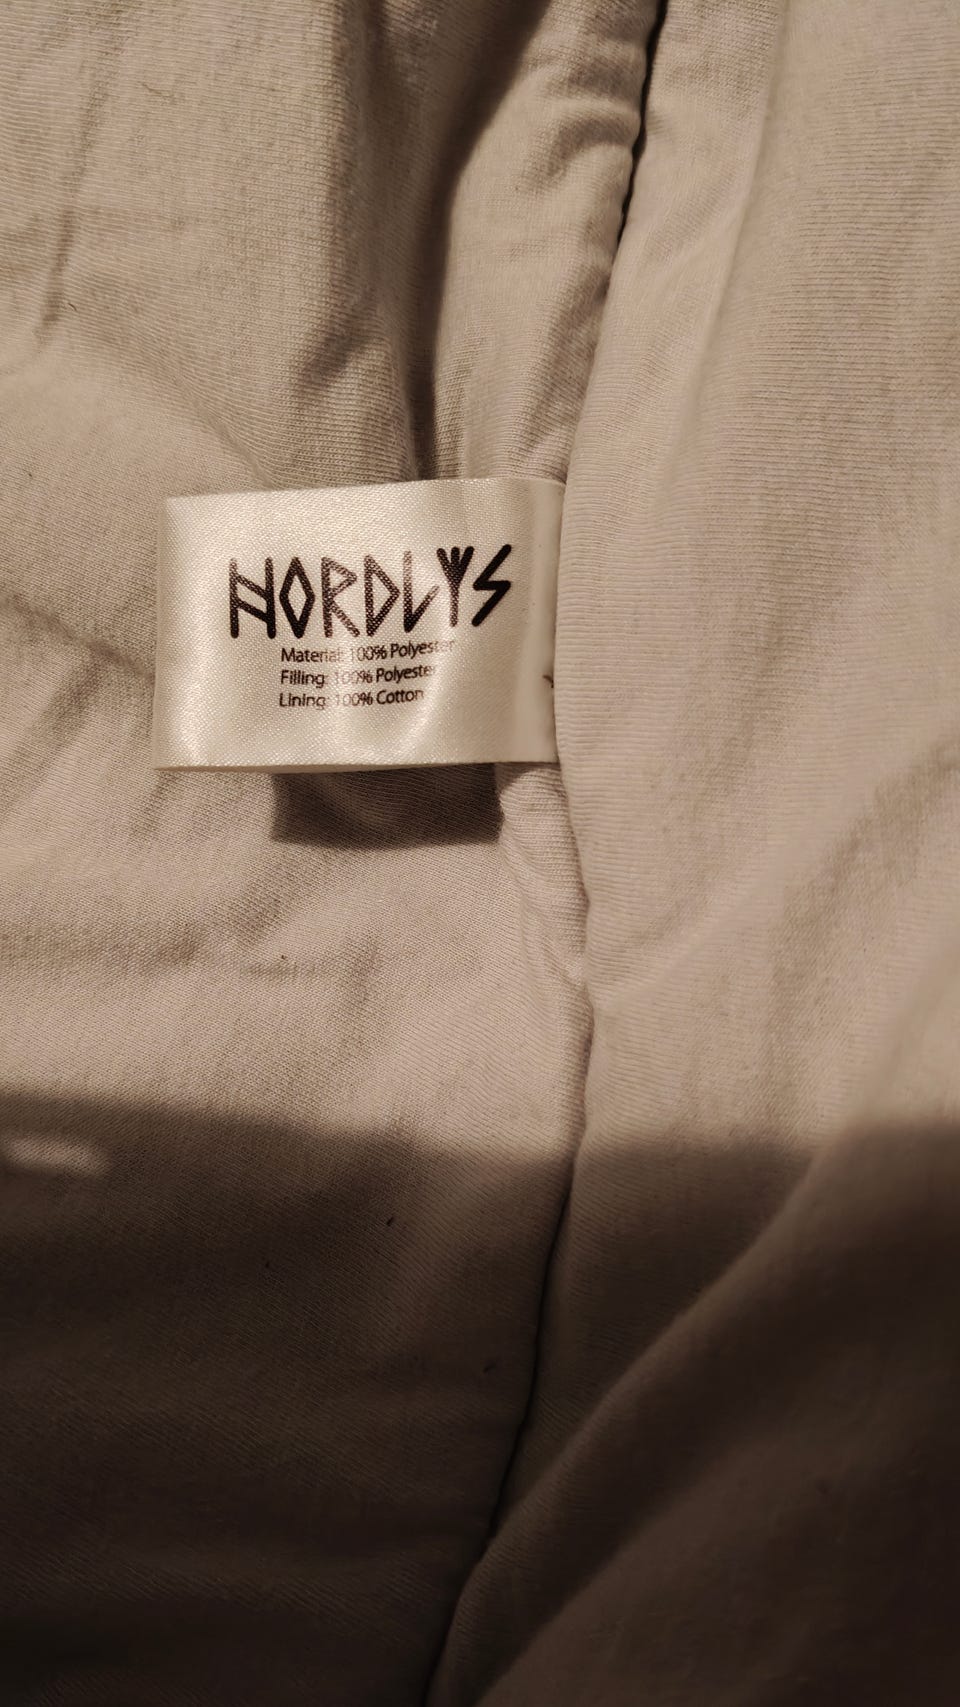 NORDLYS
Material: 100% Polyester
Filling: 100% Polyester
Lining: 100% Cotton